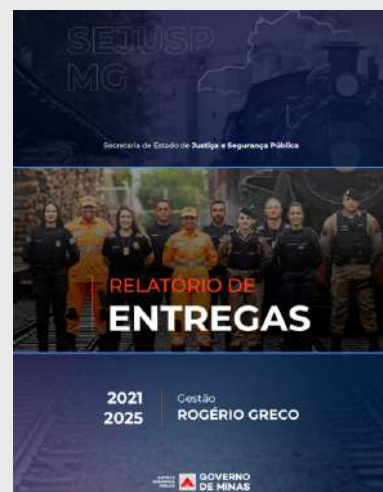 SEJUSP
MG
Secretaria de Estado de Justiça e Segurança Pública
RELATÓRIO DE
ENTREGAS
2021
2025
Gestão
ROGÉRIO GRECO
GOVERNO
DE MINAS